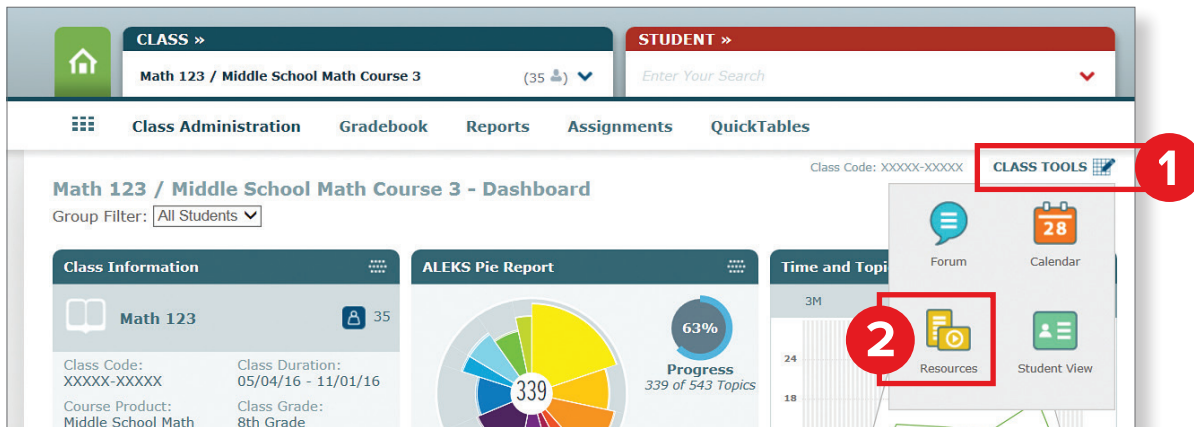 CLASS »
Math 123 / Middle School Math Course 3 (35)
STUDENT »
Enter Your Search
Class Administration Gradebook Reports Assignments QuickTables
Class Code: XXXXX-XXXXX CLASS TOOLS
1
Math 123 / Middle School Math Course 3 - Dashboard
Group Filter: All Students
28
Forum Calendar
Class Information
Math 123
35
Class Code: Class Duration:
XXXXX-XXXXX 05/04/16 - 11/01/16
Course Product: Class Grade:
Middle School Math 8th Grade
ALEKS Pie Report
339
63%
Progress
339 of 543 Topics
Time and Topi
3M
24
18
2
Resources Student View